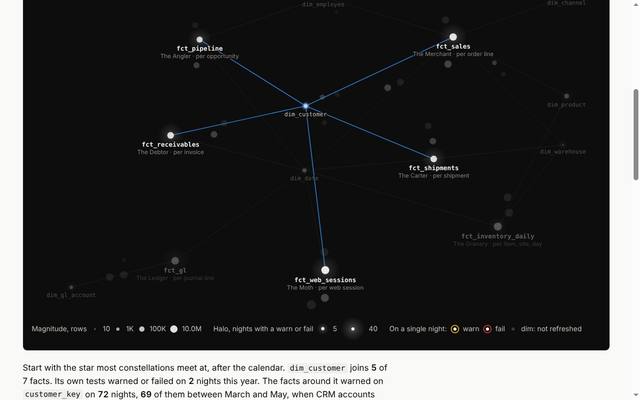 dim_employee
dim_channel
fct_pipeline
The Angler · per opportunity
fct_sales
The Merchant · per order line
dim_product
dim_customer
fct_receivables
The Debtor · per invoice
dim_warehouse
fct_shipments
The Carter · per shipment
dim_date
fct_inventory_daily
The Granary · per item, site, day
fct_gl
The Ledger · per journal line
fct_web_sessions
The Moth · per web session
dim_gl_account
Magnitude, rows 10 1K 100K 10.0M Halo, nights with a warn or fail 5 40 On a single night: warn fail dim: not refreshed
Start with the star most constellations meet at, after the calendar. dim_customer joins 5 of
7 facts. Its own tests warned or failed on 2 nights this year. The facts around it warned on
customer_key on 72 nights, 69 of them between March and May, when CRM accounts